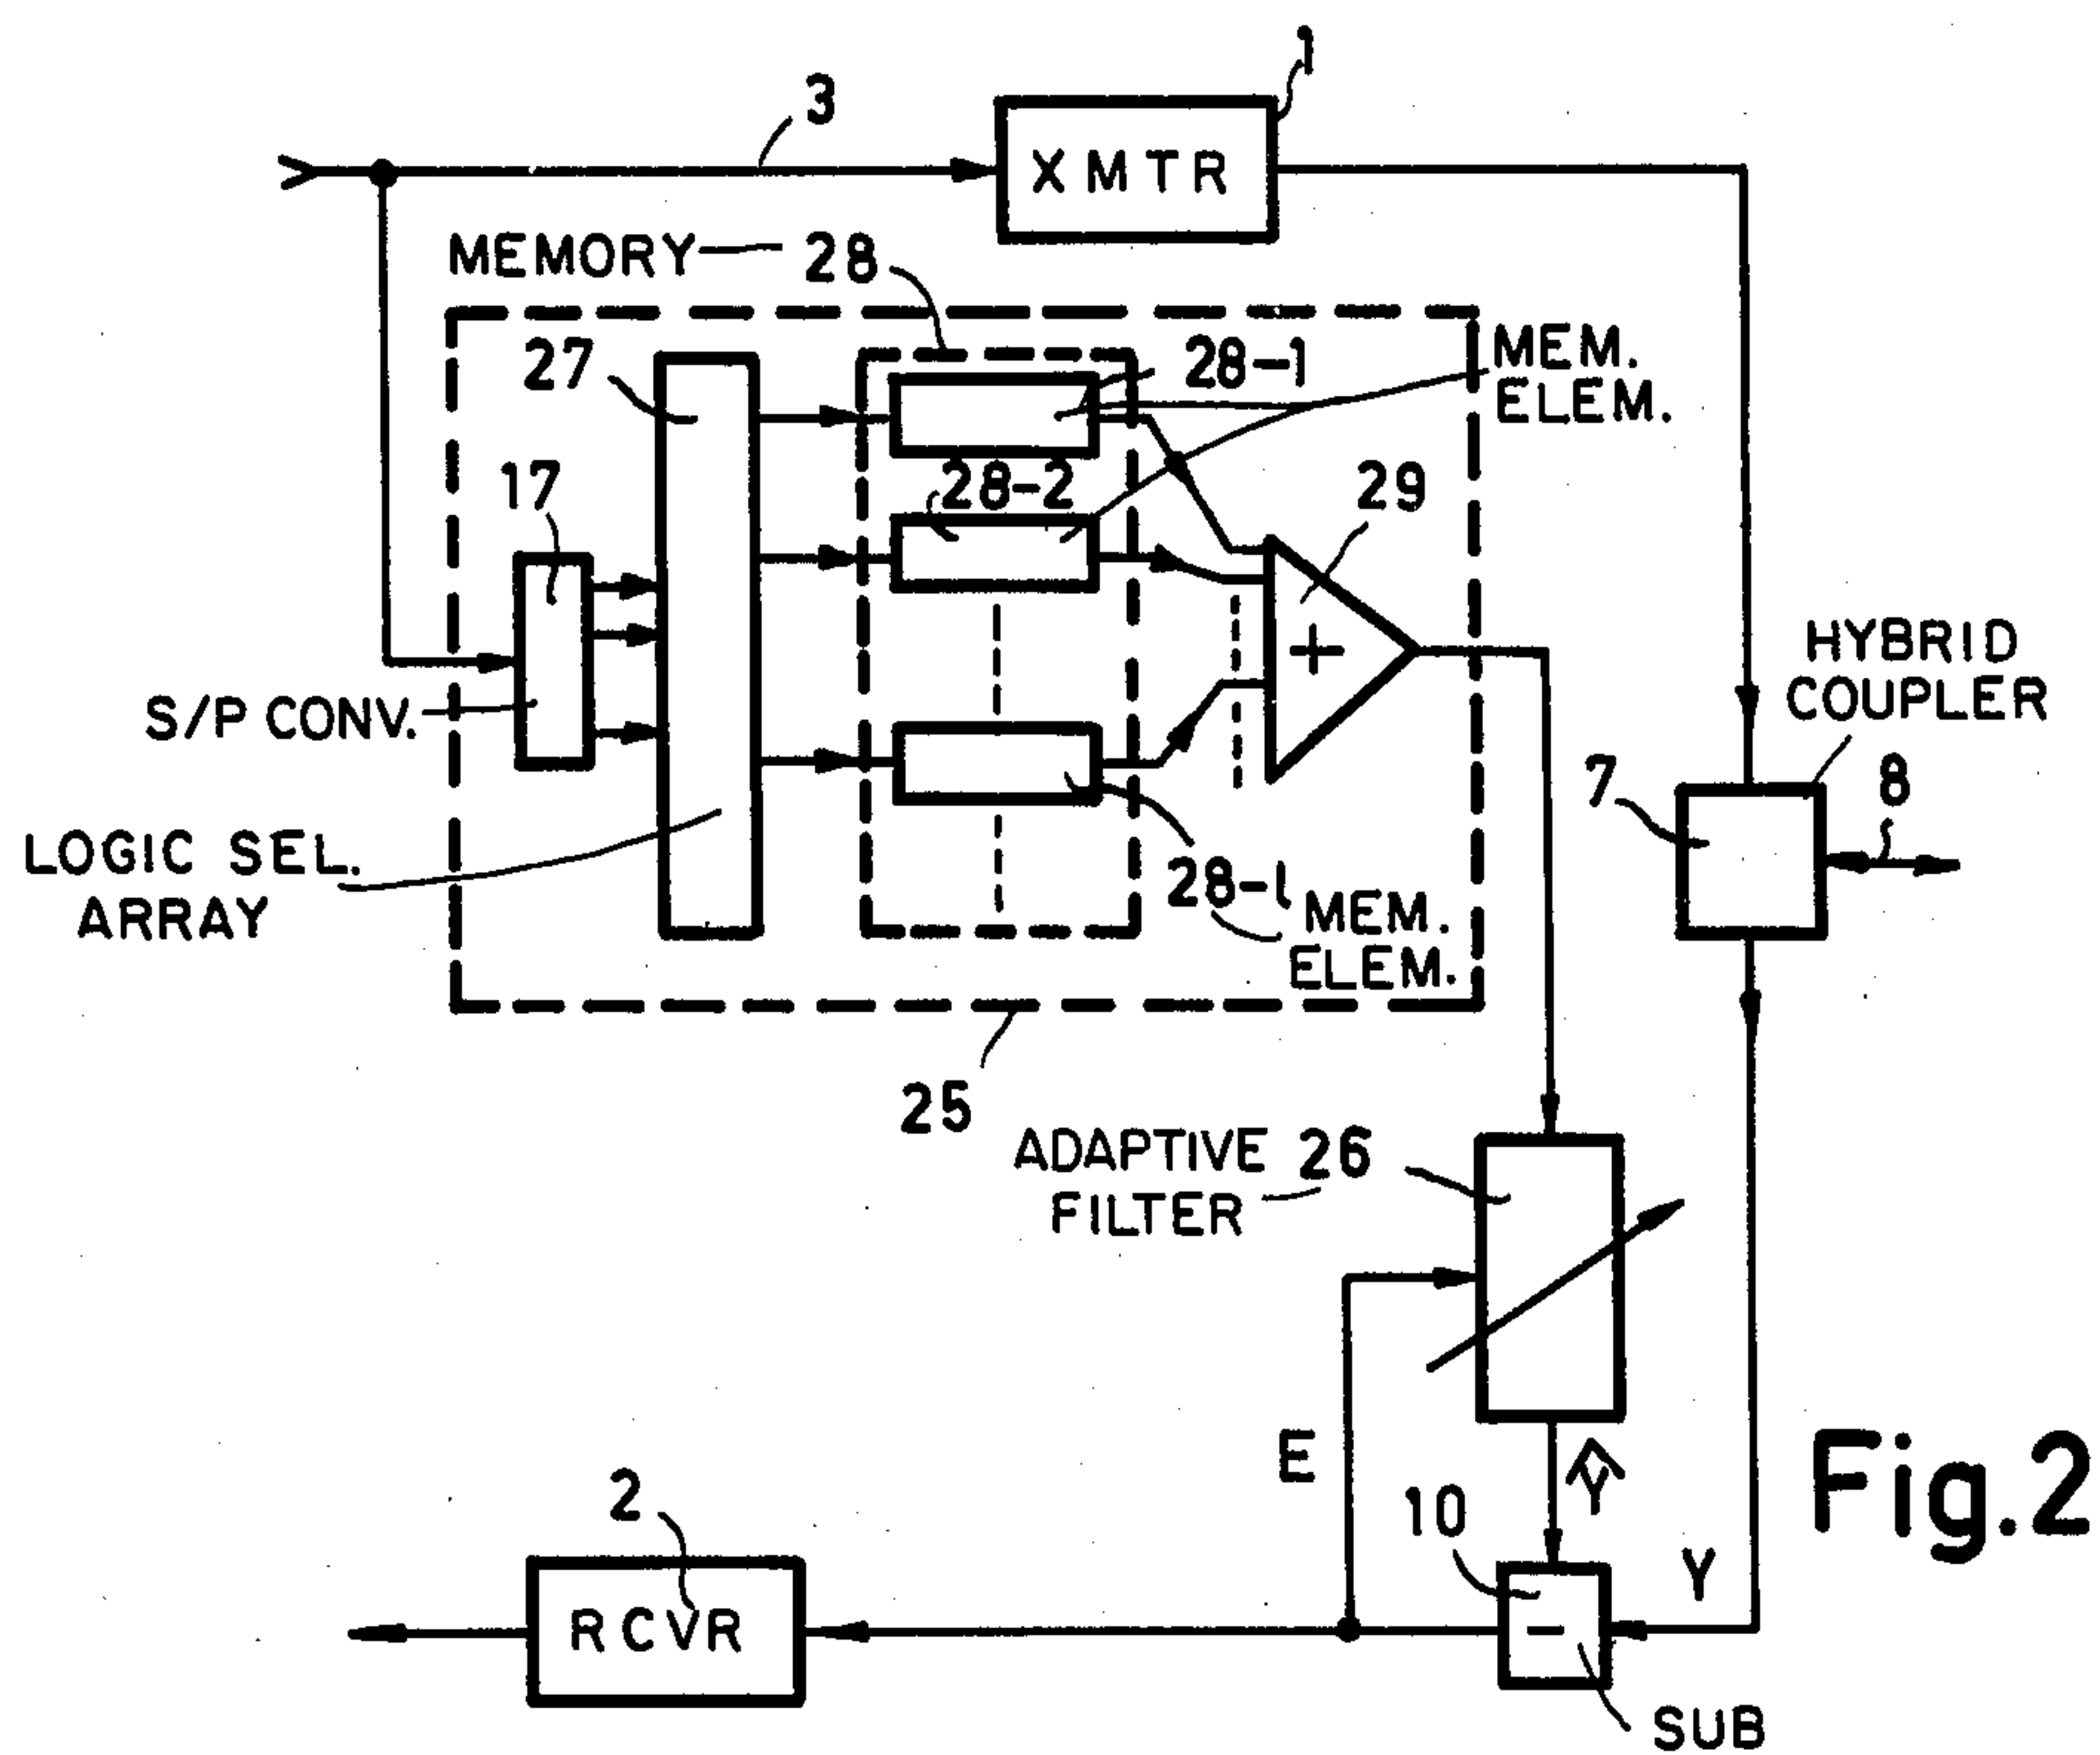 1
3
XMTR
MEMORY 28
27
28-1
MEM.
ELEM.
17
28-2
29
+
HYBRID
COUPLER
S/P CONV.
7
8
LOGIC SEL.
ARRAY
28-l
MEM.
ELEM.
25
ADAPTIVE 26
FILTER
E
Ŷ
Fig.2
2
10
Y
RCVR
−
SUB